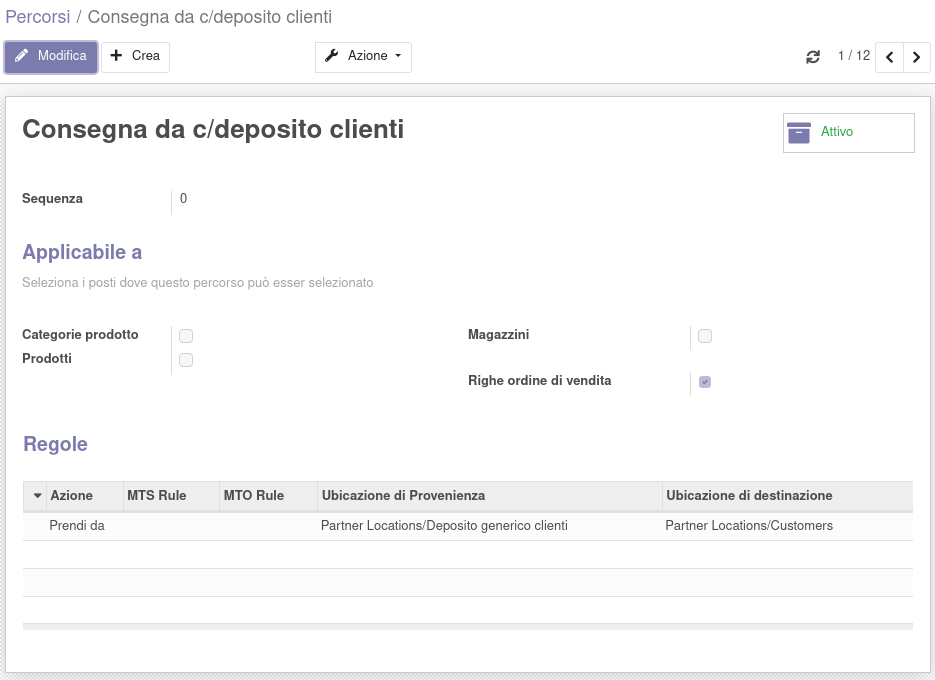 Percorsi / Consegna da c/deposito clienti
Modifica
Crea
Azione
1 / 12
Consegna da c/deposito clienti
Attivo
Sequenza
0
Applicabile a
Seleziona i posti dove questo percorso può esser selezionato
Categorie prodotto
Prodotti
Magazzini
Righe ordine di vendita
Regole
Azione MTS Rule MTO Rule Ubicazione di Provenienza Ubicazione di destinazione
Prendi da Partner Locations/Deposito generico clienti Partner Locations/Customers